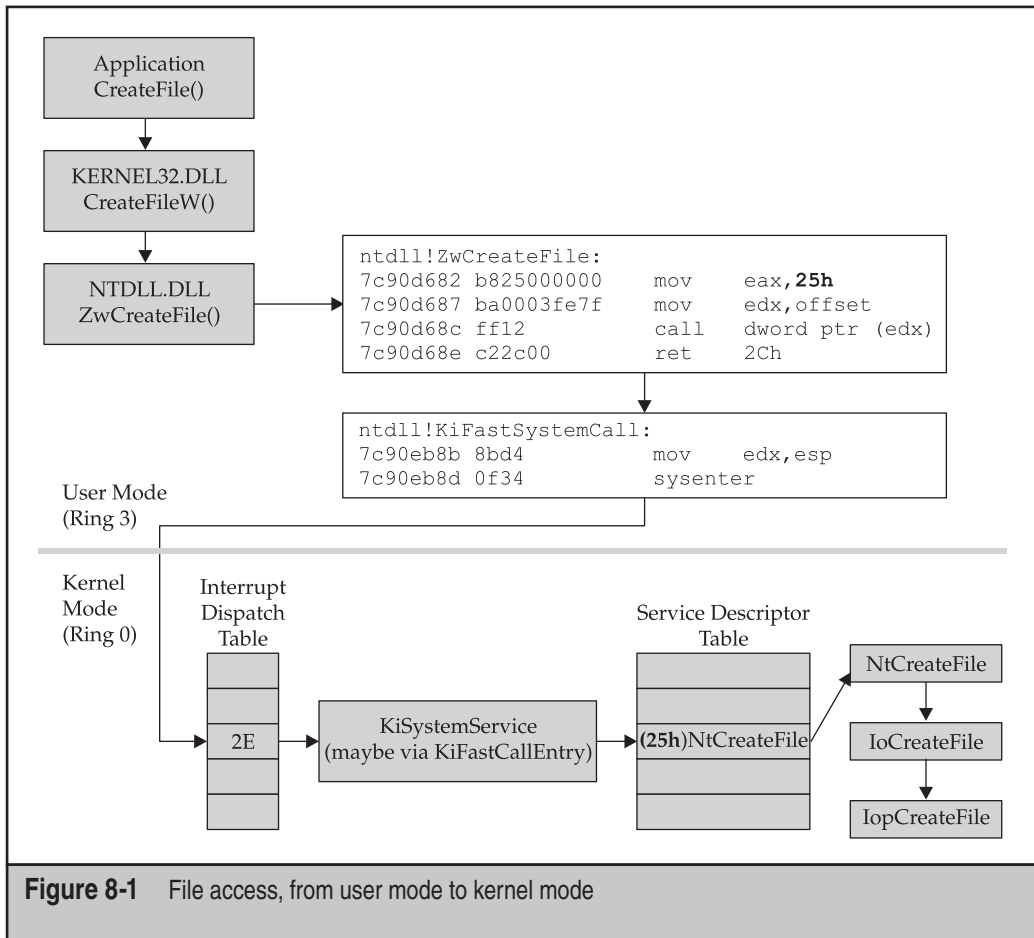 Application
CreateFile()
KERNEL32.DLL
CreateFileW()
NTDLL.DLL
ZwCreateFile()
ntdll!ZwCreateFile:
7c90d682 b825000000 mov eax,25h
7c90d687 ba0003fe7f mov edx,offset
7c90d68c ff12 call dword ptr (edx)
7c90d68e c22c00 ret 2Ch
ntdll!KiFastSystemCall:
7c90eb8b 8bd4 mov edx,esp
7c90eb8d 0f34 sysenter
User Mode
(Ring 3)
Kernel
Mode
(Ring 0)
Interrupt
Dispatch
Table
2E
KiSystemService
(maybe via KiFastCallEntry)
Service Descriptor
Table
(25h)NtCreateFile
NtCreateFile
IoCreateFile
IopCreateFile
Figure 8-1 File access, from user mode to kernel mode